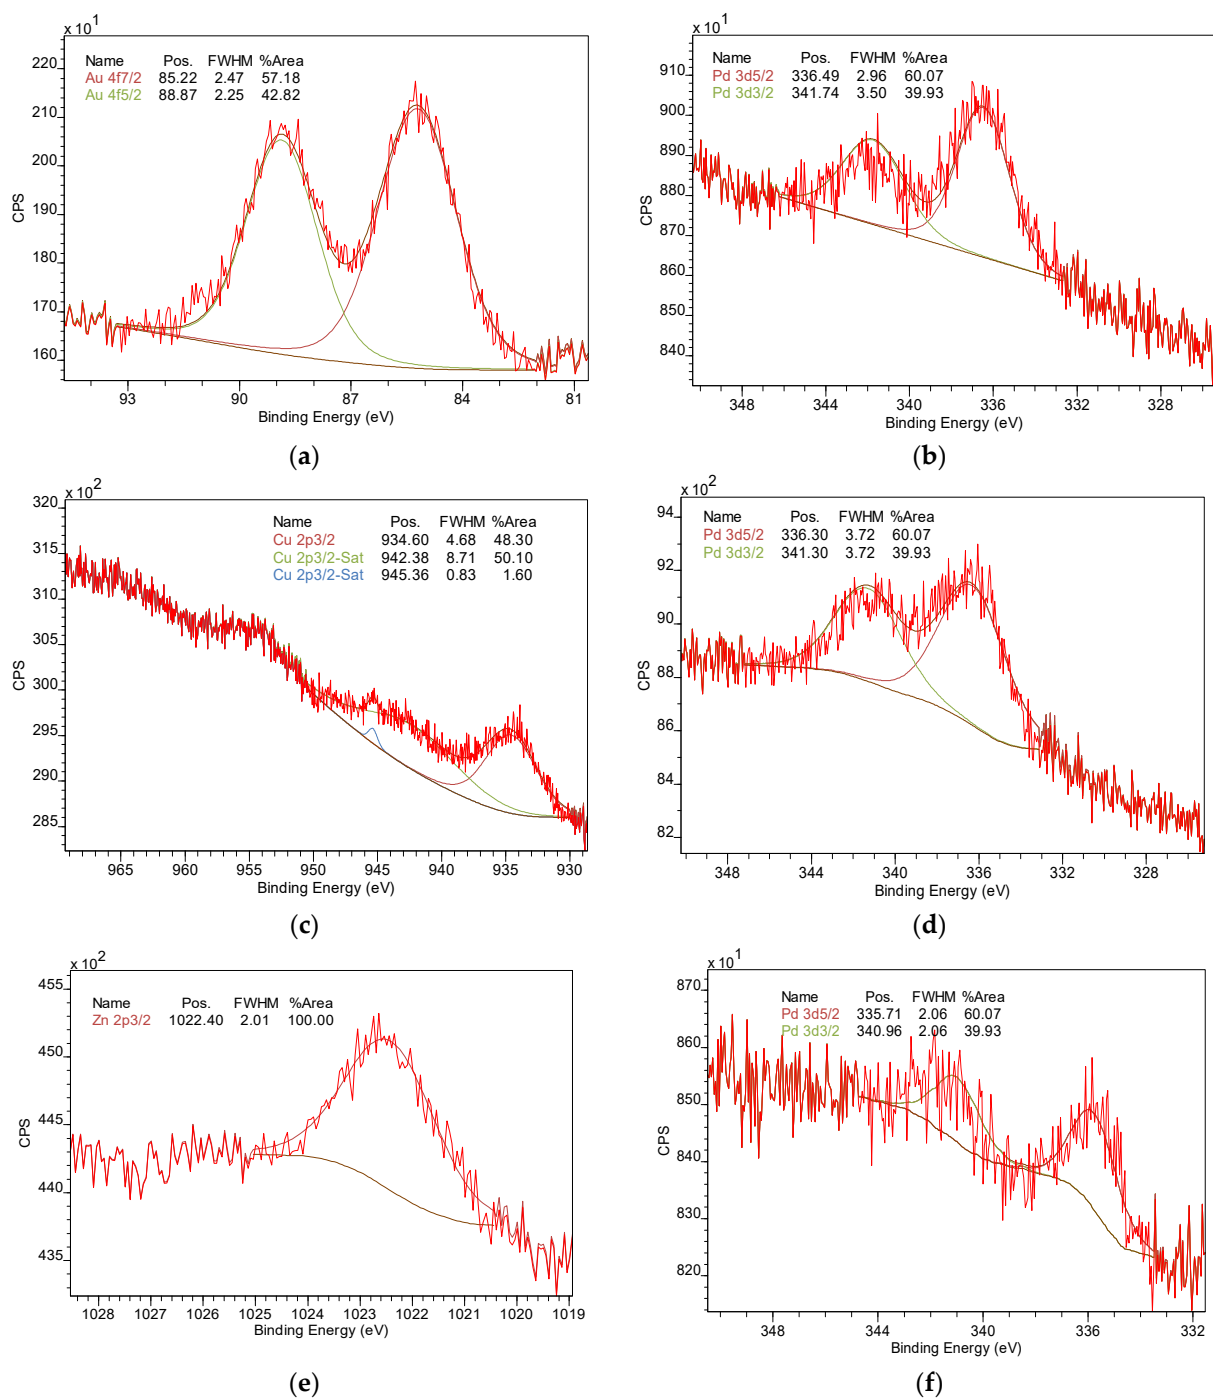 x 10^1
Name Pos. FWHM %Area
Au 4f7/2 85.22 2.47 57.18
Au 4f5/2 88.87 2.25 42.82
220
210
200
190
180
170
160
CPS
93 90 87 84 81
Binding Energy (eV)
(a)
x 10^1
Name Pos. FWHM %Area
Pd 3d5/2 336.49 2.96 60.07
Pd 3d3/2 341.74 3.50 39.93
910
900
890
880
870
860
850
840
CPS
348 344 340 336 332 328
Binding Energy (eV)
(b)
x 10^2
Name Pos. FWHM %Area
Cu 2p3/2 934.60 4.68 48.30
Cu 2p3/2-Sat 942.38 8.71 50.10
Cu 2p3/2-Sat 945.36 0.83 1.60
320
315
310
305
300
295
290
285
CPS
965 960 955 950 945 940 935 930
Binding Energy (eV)
(c)
x 10^2
Name Pos. FWHM %Area
Pd 3d5/2 336.30 3.72 60.07
Pd 3d3/2 341.30 3.72 39.93
94
92
90
88
86
84
82
CPS
348 344 340 336 332 328
Binding Energy (eV)
(d)
x 10^2
Name Pos. FWHM %Area
Zn 2p3/2 1022.40 2.01 100.00
455
450
445
440
435
CPS
1028 1027 1026 1025 1024 1023 1022 1021 1020 1019
Binding Energy (eV)
(e)
x 10^1
Name Pos. FWHM %Area
Pd 3d5/2 335.71 2.06 60.07
Pd 3d3/2 340.96 2.06 39.93
870
860
850
840
830
820
CPS
348 344 340 336 332
Binding Energy (eV)
(f)